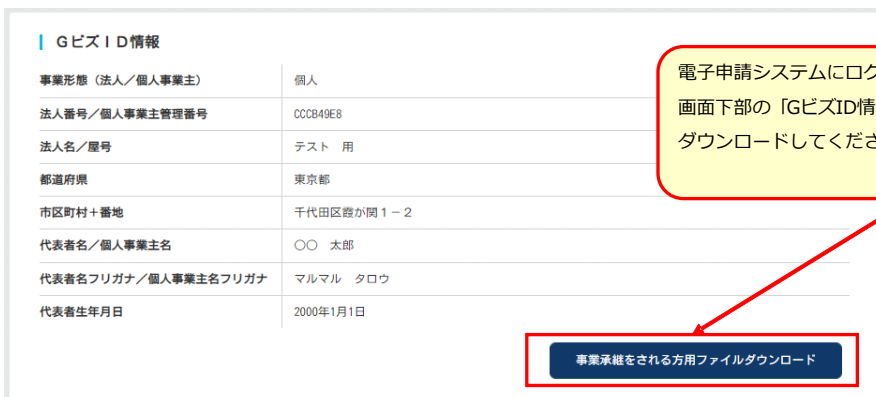 GビズID情報
事業形態（法人／個人事業主） 個人
法人番号／個人事業主管理番号 CCCB49E8
法人名／屋号 テスト　用
都道府県 東京都
市区町村＋番地 千代田区霞が関１－２
代表者名／個人事業主名 〇〇　太郎
代表者名フリガナ／個人事業主名フリガナ マルマル　タロウ
代表者生年月日 2000年1月1日
電子申請システムにログ
画面下部の「GビズID情
ダウンロードしてくださ
事業承継をされる方用ファイルダウンロード